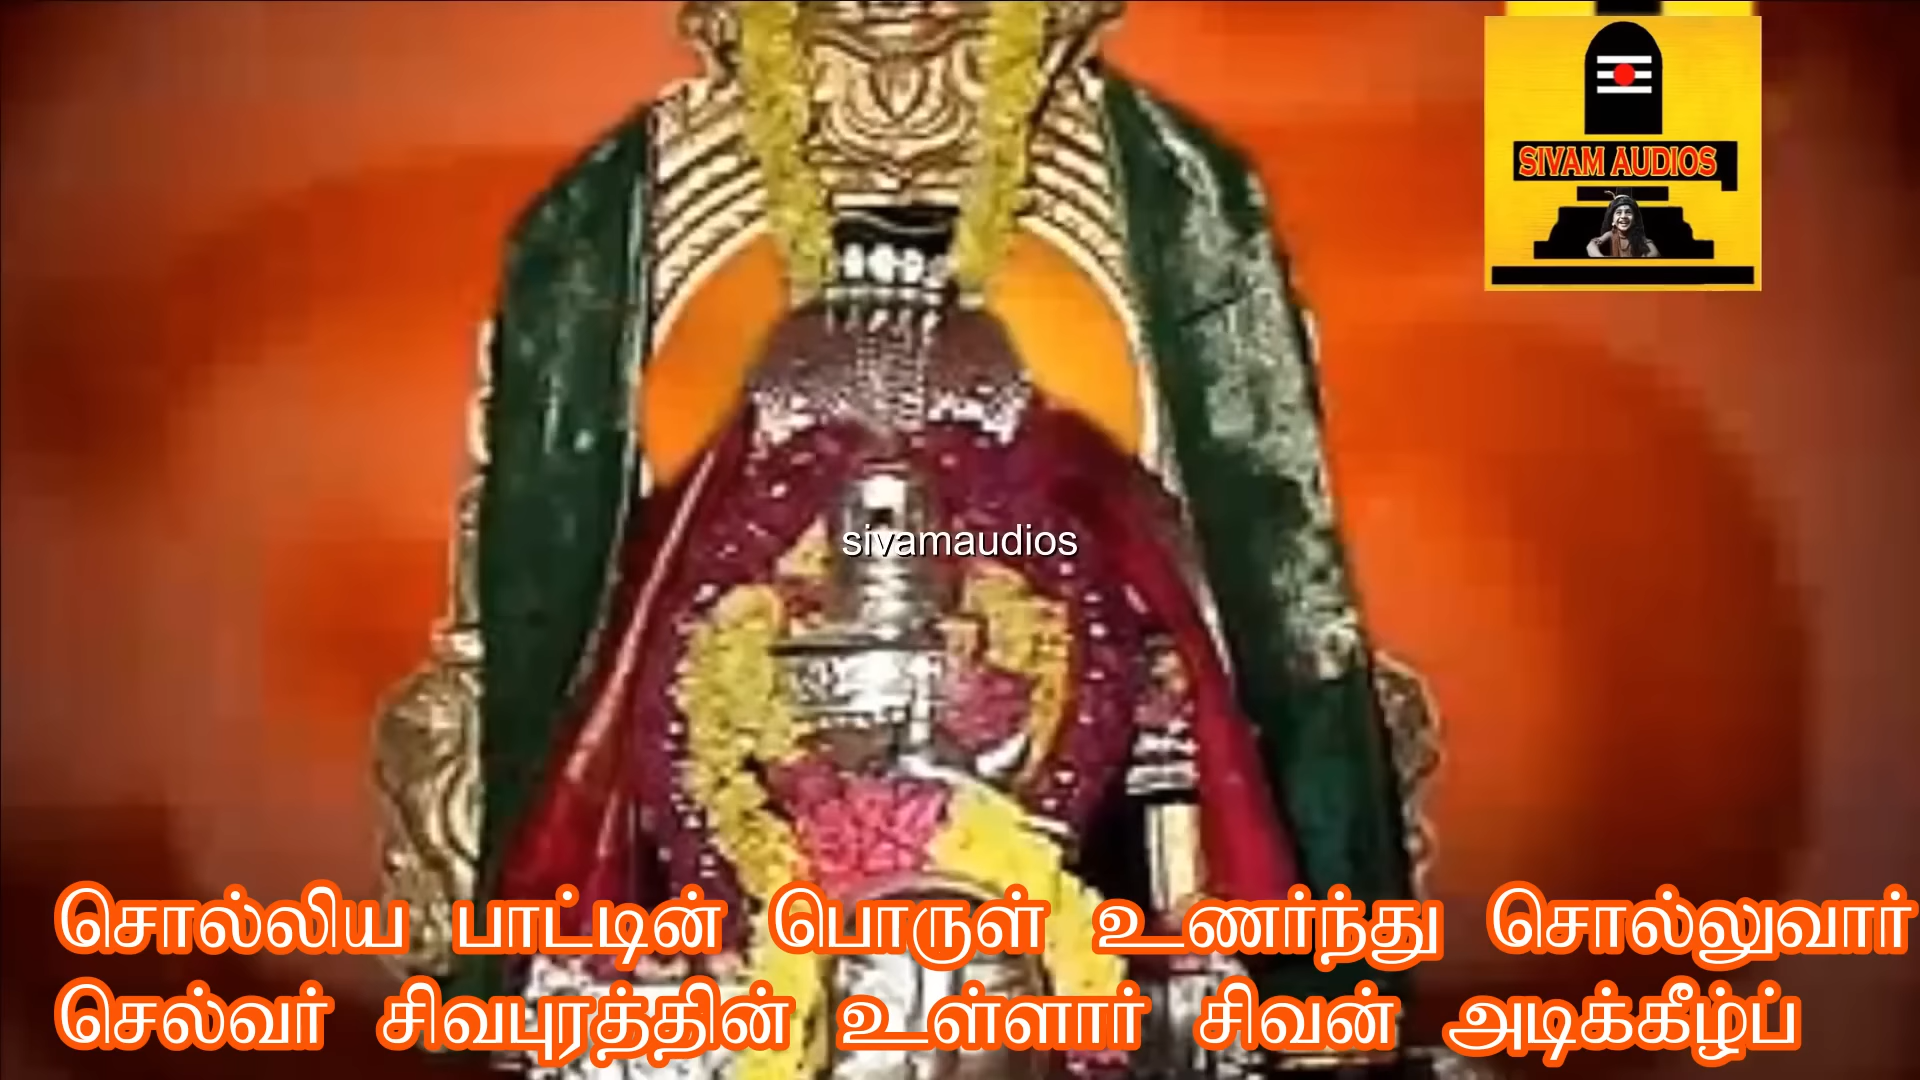 SIVAM AUDIOS
sivamaudios
சொல்லிய பாட்டின் பொருள் உணர்ந்து சொல்லுவார்
செல்வர் சிவபுரத்தின் உள்ளார் சிவன் அடிக்கீழ்ப்